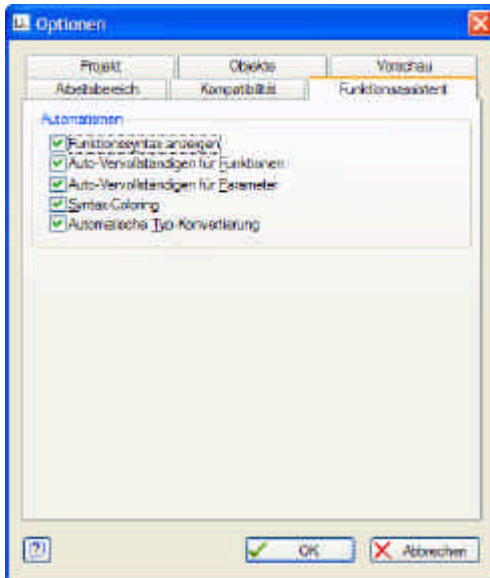 Optionen
Projekt Objekte Vorschau
Arbeitsbereich Kompatibilität Funktionsassistent
Automatismen
Funktionssyntax anzeigen
Auto-Vervollständigen für Funktionen
Auto-Vervollständigen für Parameter
Syntax-Coloring
Automatische Typ-Konvertierung
OK Abbrechen